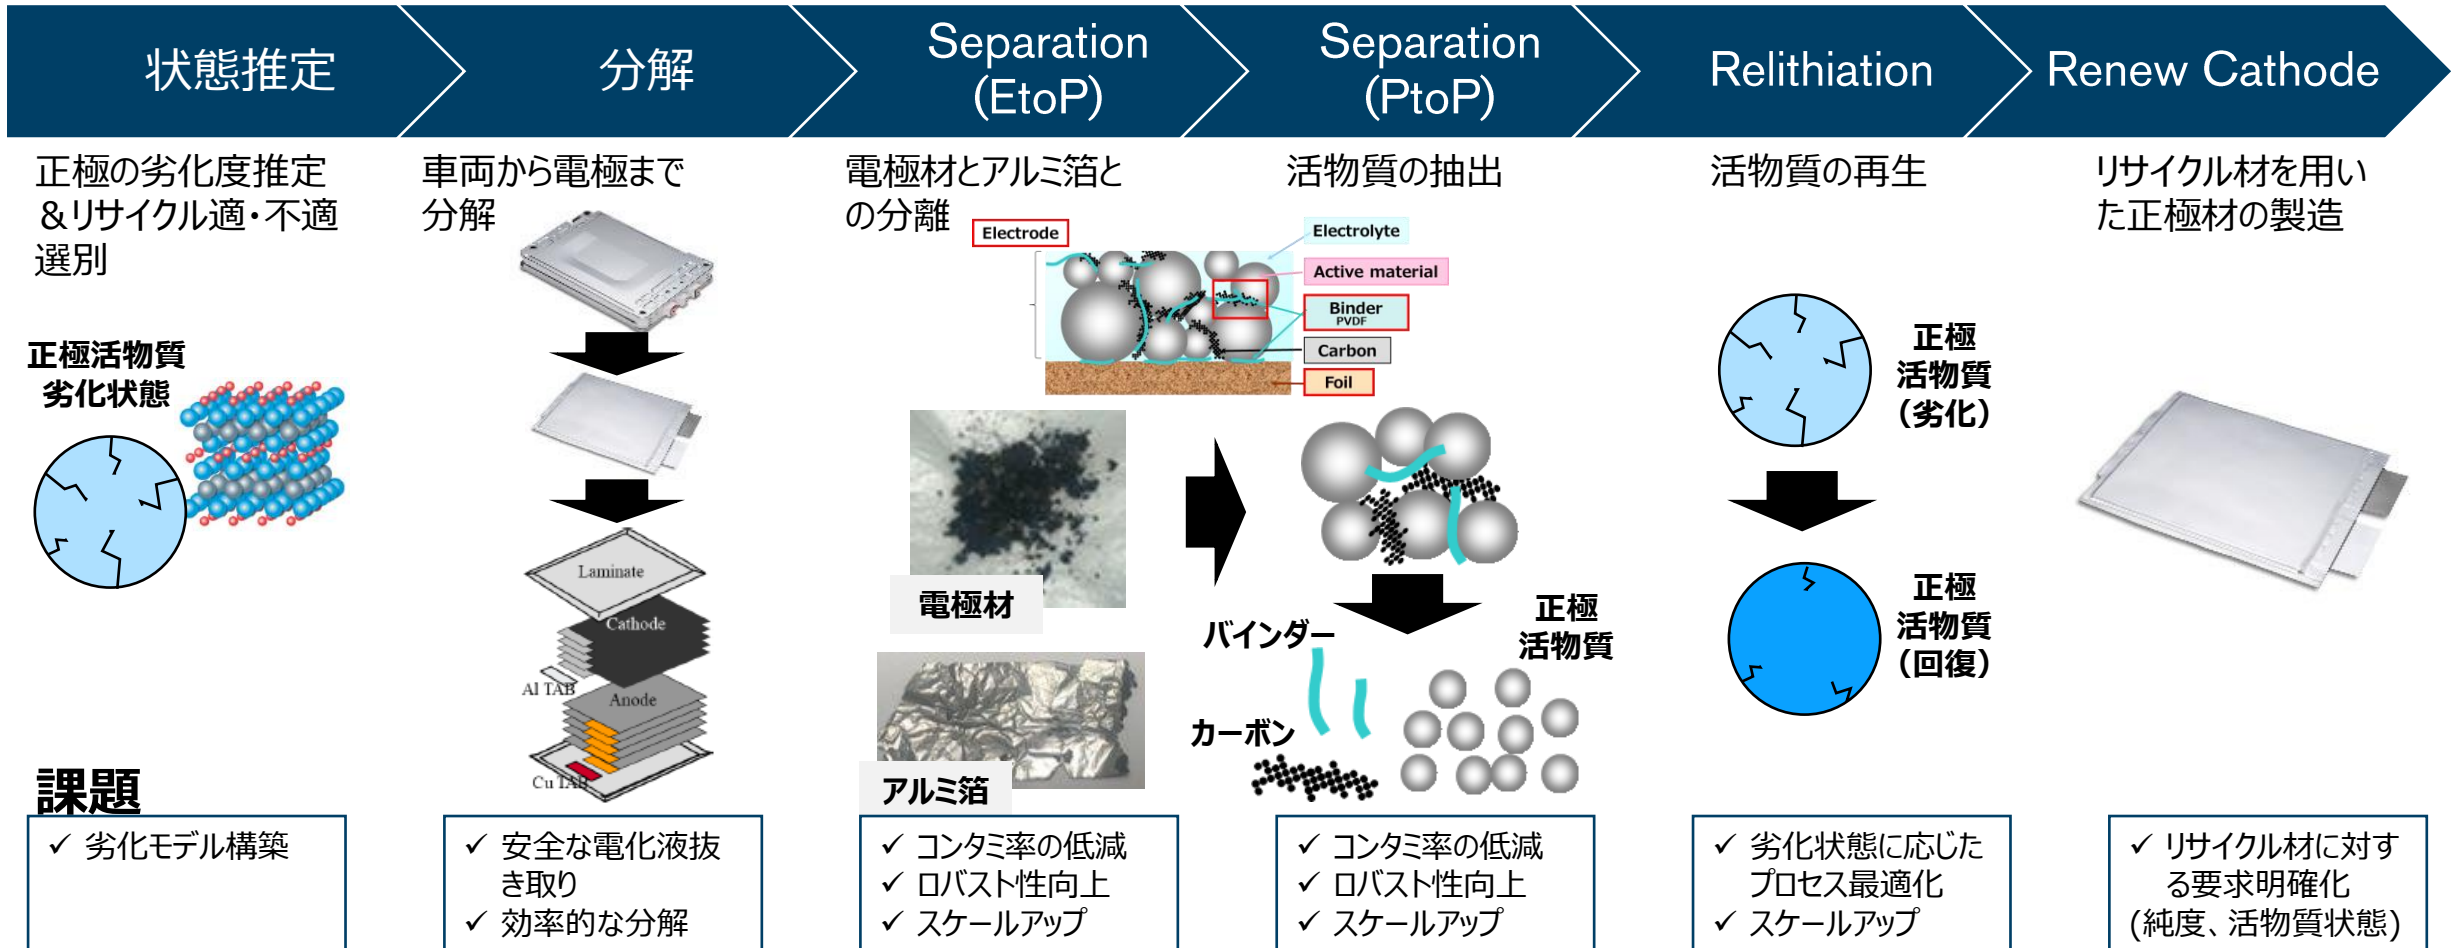 状態推定
分解
Separation
(EtoP)
Separation
(PtoP)
Relithiation
Renew Cathode
正極の劣化度推定
&リサイクル適・不適
選別
車両から電極まで
分解
電極材とアルミ箔と
の分離
活物質の抽出
活物質の再生
リサイクル材を用い
た正極材の製造
正極活物質
劣化状態
Laminate
Cathode
Al TAB
Anode
Cu TAB
Electrode
Electrolyte
Active material
Binder
PVDF
Carbon
Foil
電極材
アルミ箔
バインダー
カーボン
正極
活物質
正極
活物質
(劣化)
正極
活物質
(回復)
課題
✓ 劣化モデル構築
✓ 安全な電化液抜
き取り
✓ 効率的な分解
✓ コンタミ率の低減
✓ ロバスト性向上
✓ スケールアップ
✓ コンタミ率の低減
✓ ロバスト性向上
✓ スケールアップ
✓ 劣化状態に応じた
プロセス最適化
✓ スケールアップ
✓ リサイクル材に対す
る要求明確化
(純度、活物質状態)